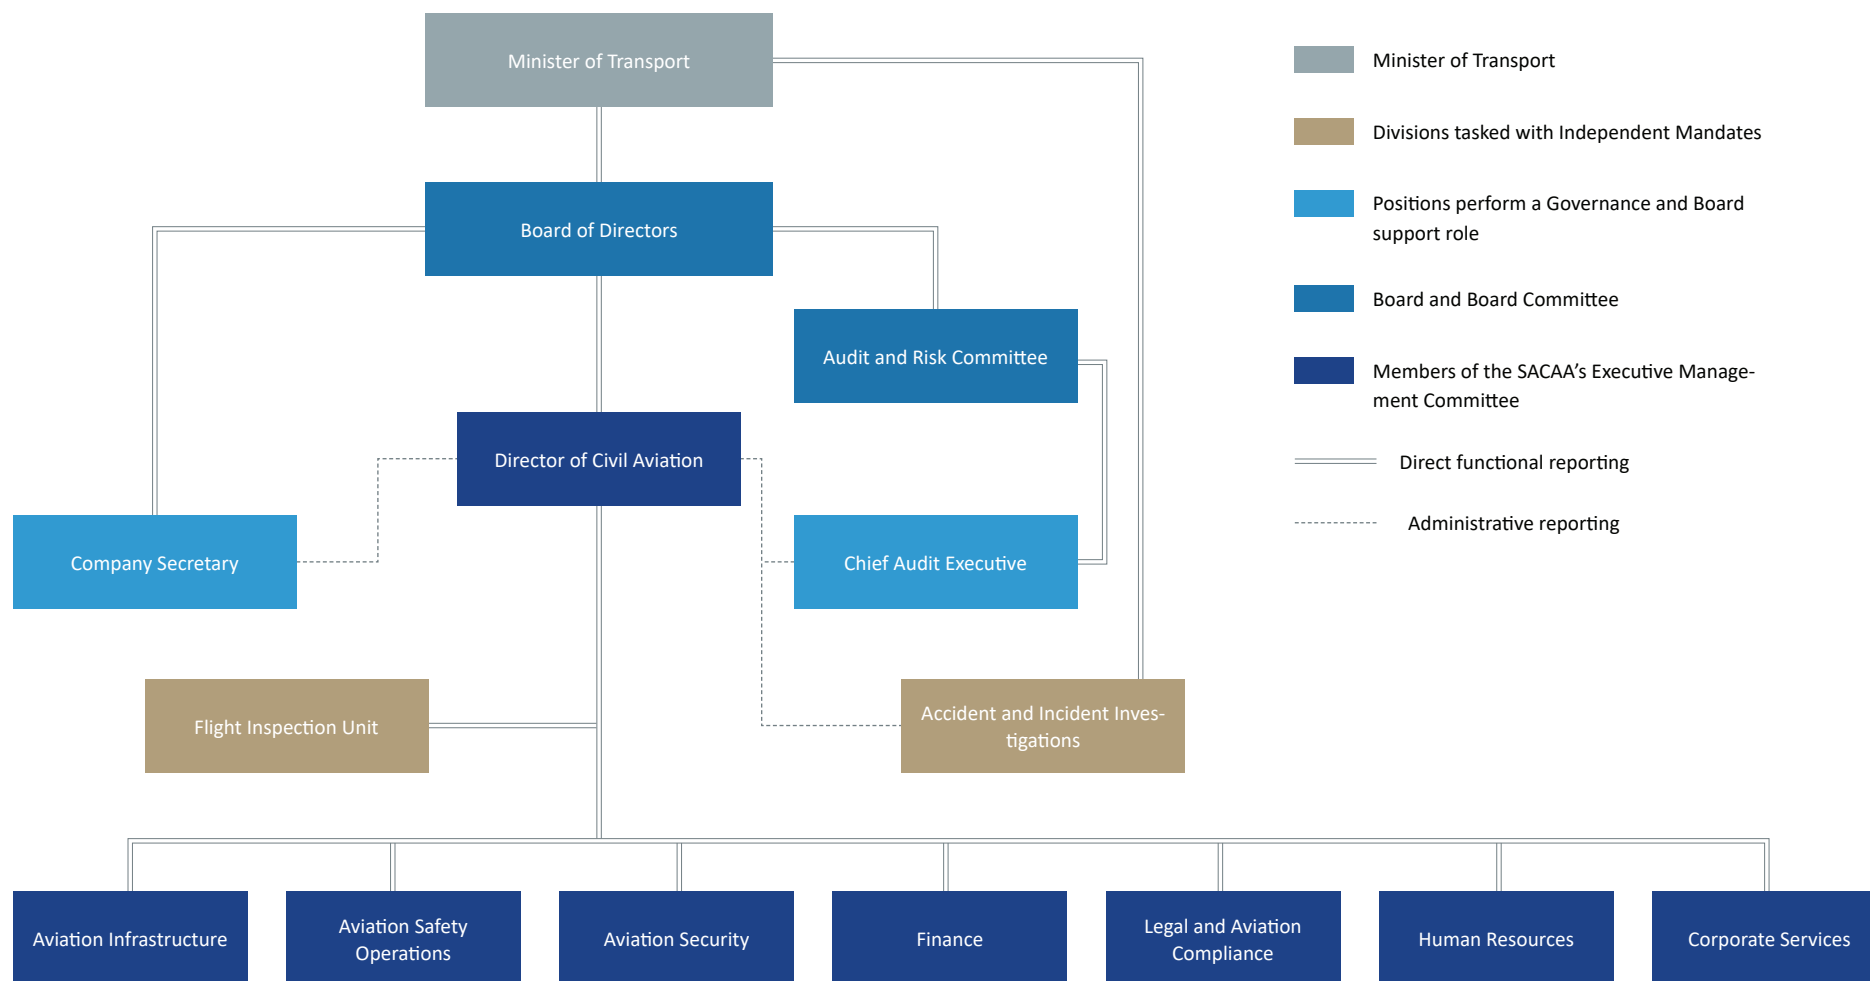 Minister of Transport
Board of Directors
Audit and Risk Committee
Director of Civil Aviation
Company Secretary
Chief Audit Executive
Flight Inspection Unit
Accident and Incident Inves-
tigations
Aviation Infrastructure
Aviation Safety
Operations
Aviation Security
Finance
Legal and Aviation
Compliance
Human Resources
Corporate Services
Minister of Transport
Divisions tasked with Independent Mandates
Positions perform a Governance and Board
support role
Board and Board Committee
Members of the SACAA’s Executive Manage-
ment Committee
Direct functional reporting
Administrative reporting